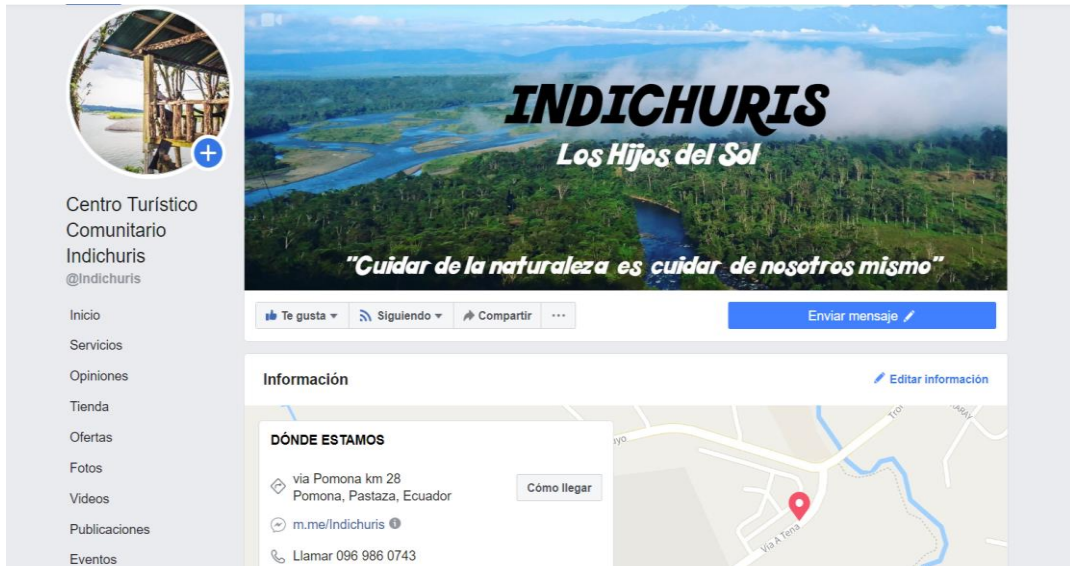 INDICHURIS
Los Hijos del Sol
"Cuidar de la naturaleza es cuidar de nosotros mismo"
Centro Turístico
Comunitario
Indichuris
@Indichuris
Inicio
Servicios
Opiniones
Tienda
Ofertas
Fotos
Videos
Publicaciones
Eventos
Te gusta
Siguiendo
Compartir
Enviar mensaje
Información
Editar información
DÓNDE ESTAMOS
via Pomona km 28
Pomona, Pastaza, Ecuador
Cómo llegar
m.me/Indichuris
Llamar 096 986 0743
Via A Tena